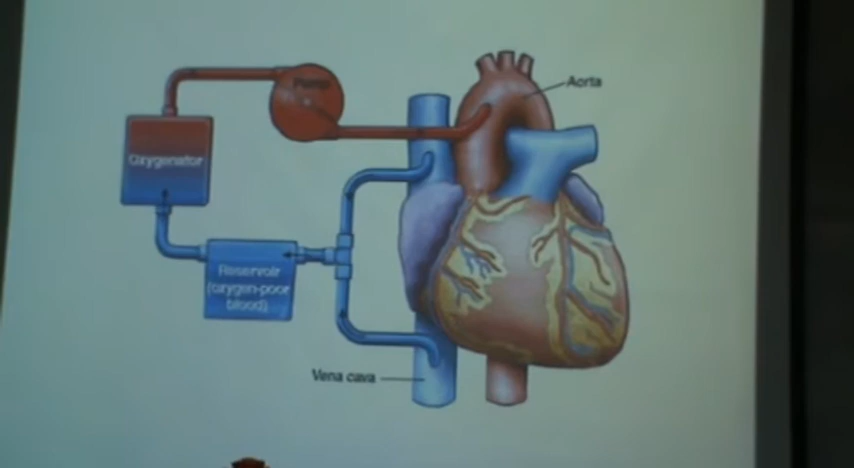 Pump
Aorta
Oxygenator
Reservoir
(oxygen-poor
blood)
Vena cava